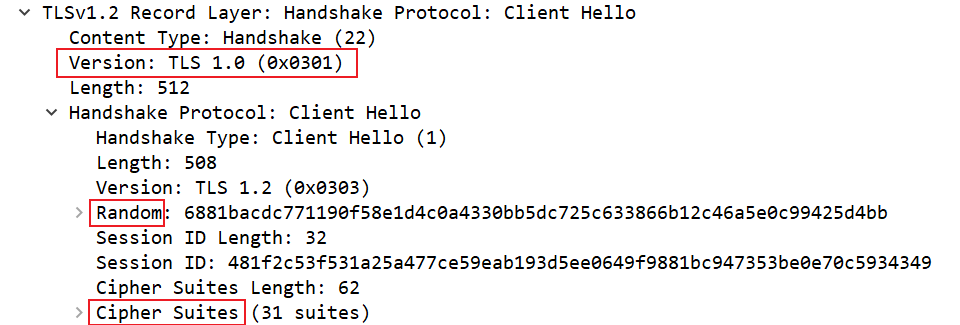 TLSv1.2 Record Layer: Handshake Protocol: Client Hello
Content Type: Handshake (22)
Version: TLS 1.0 (0x0301)
Length: 512
Handshake Protocol: Client Hello
Handshake Type: Client Hello (1)
Length: 508
Version: TLS 1.2 (0x0303)
Random: 6881bacdc771190f58e1d4c0a4330bb5dc725c633866b12c46a5e0c99425d4bb
Session ID Length: 32
Session ID: 481f2c53f531a25a477ce59eab193d5ee0649f9881bc947353be0e70c5934349
Cipher Suites Length: 62
Cipher Suites (31 suites)